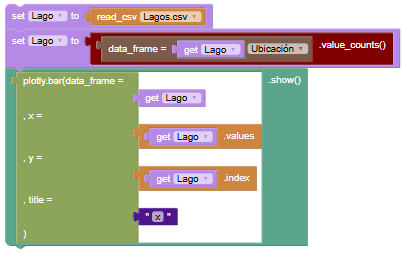 set Lago to read_csv Lagos.csv
set Lago to data_frame = get Lago Ubicación .value_counts()
plotly.bar(data_frame = .show()
get Lago
, x =
get Lago .values
, y =
get Lago .index
, title =
" x "
)